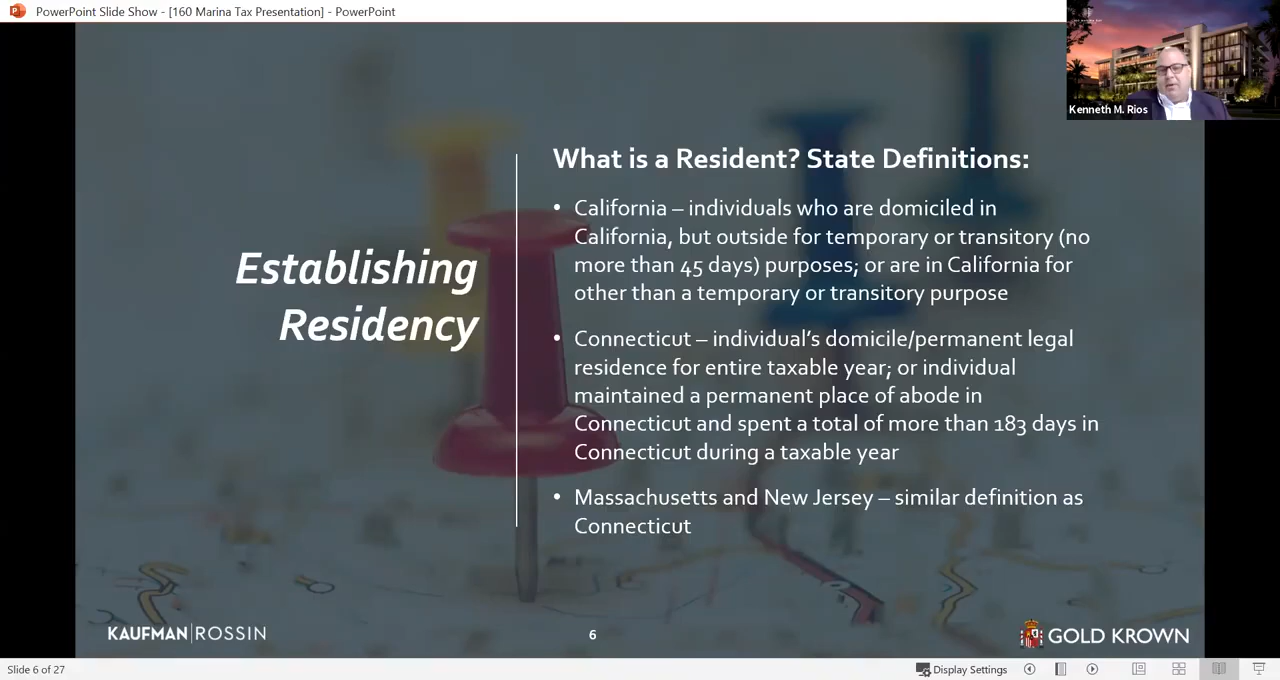 PowerPoint Slide Show - [160 Marina Tax Presentation] - PowerPoint
Kenneth M. Rios
Establishing
Residency
What is a Resident? State Definitions:
• California – individuals who are domiciled in
California, but outside for temporary or transitory (no
more than 45 days) purposes; or are in California for
other than a temporary or transitory purpose
• Connecticut – individual's domicile/permanent legal
residence for entire taxable year; or individual
maintained a permanent place of abode in
Connecticut and spent a total of more than 183 days in
Connecticut during a taxable year
• Massachusetts and New Jersey – similar definition as
Connecticut
KAUFMAN|ROSSIN
6
GOLD KROWN
Slide 6 of 27
Display Settings